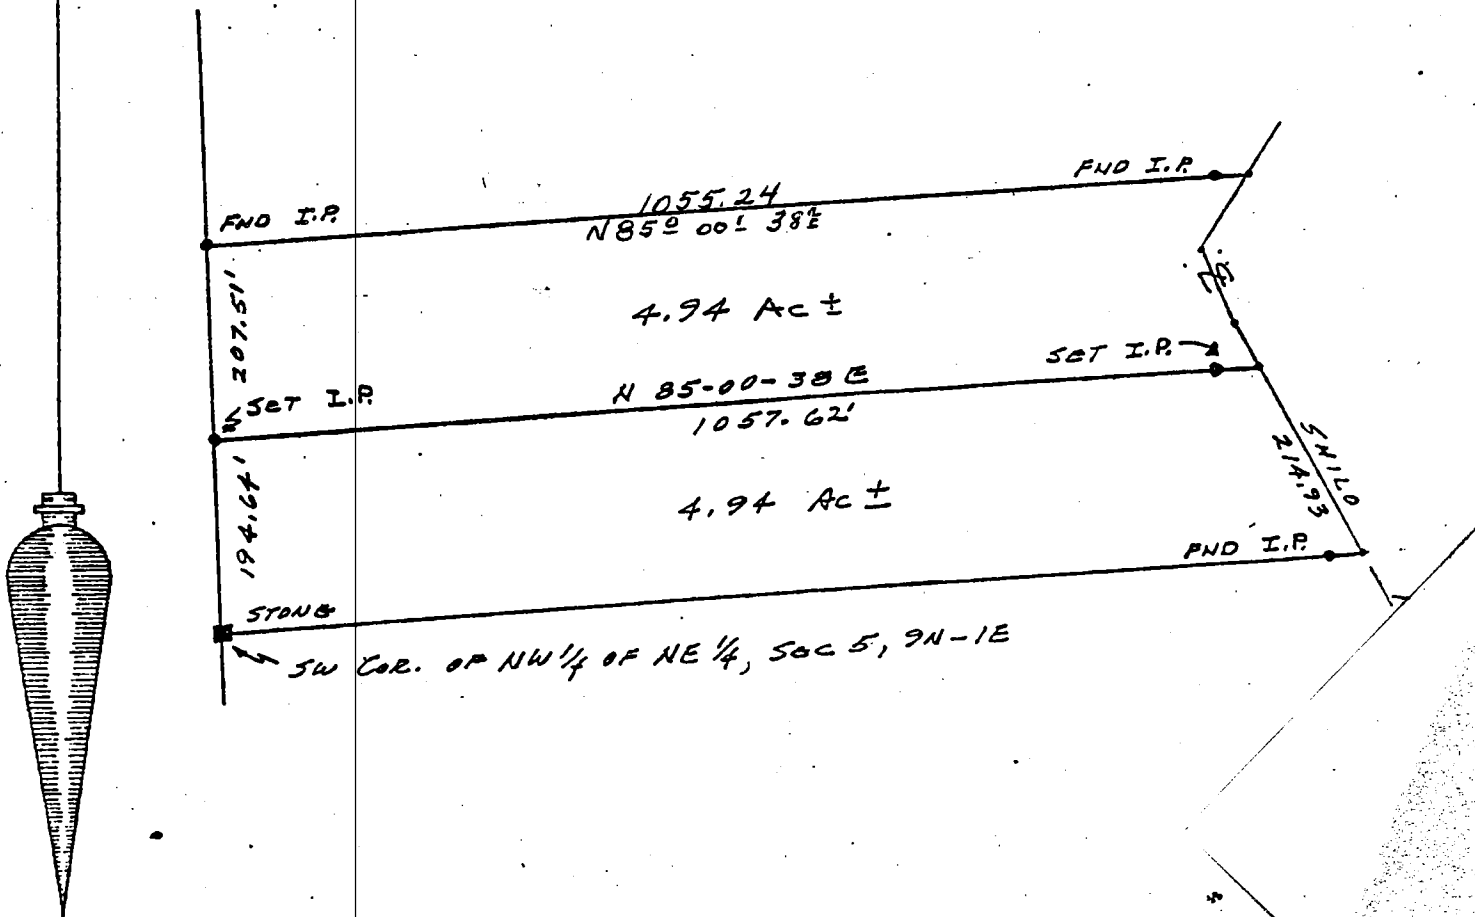 FND I.P.
1055.24
N 85° 00' 38 E
FND I.P.
207.51'
4.94 Ac ±
℄
SET I.P.
N 85-00-38 E
1057.62'
SET I.P.
194.64'
4.94 Ac ±
SHILO
214.93
FND I.P.
STONE
SW COR. OF NW 1/4 OF NE 1/4, SEC 5, 9N-1E